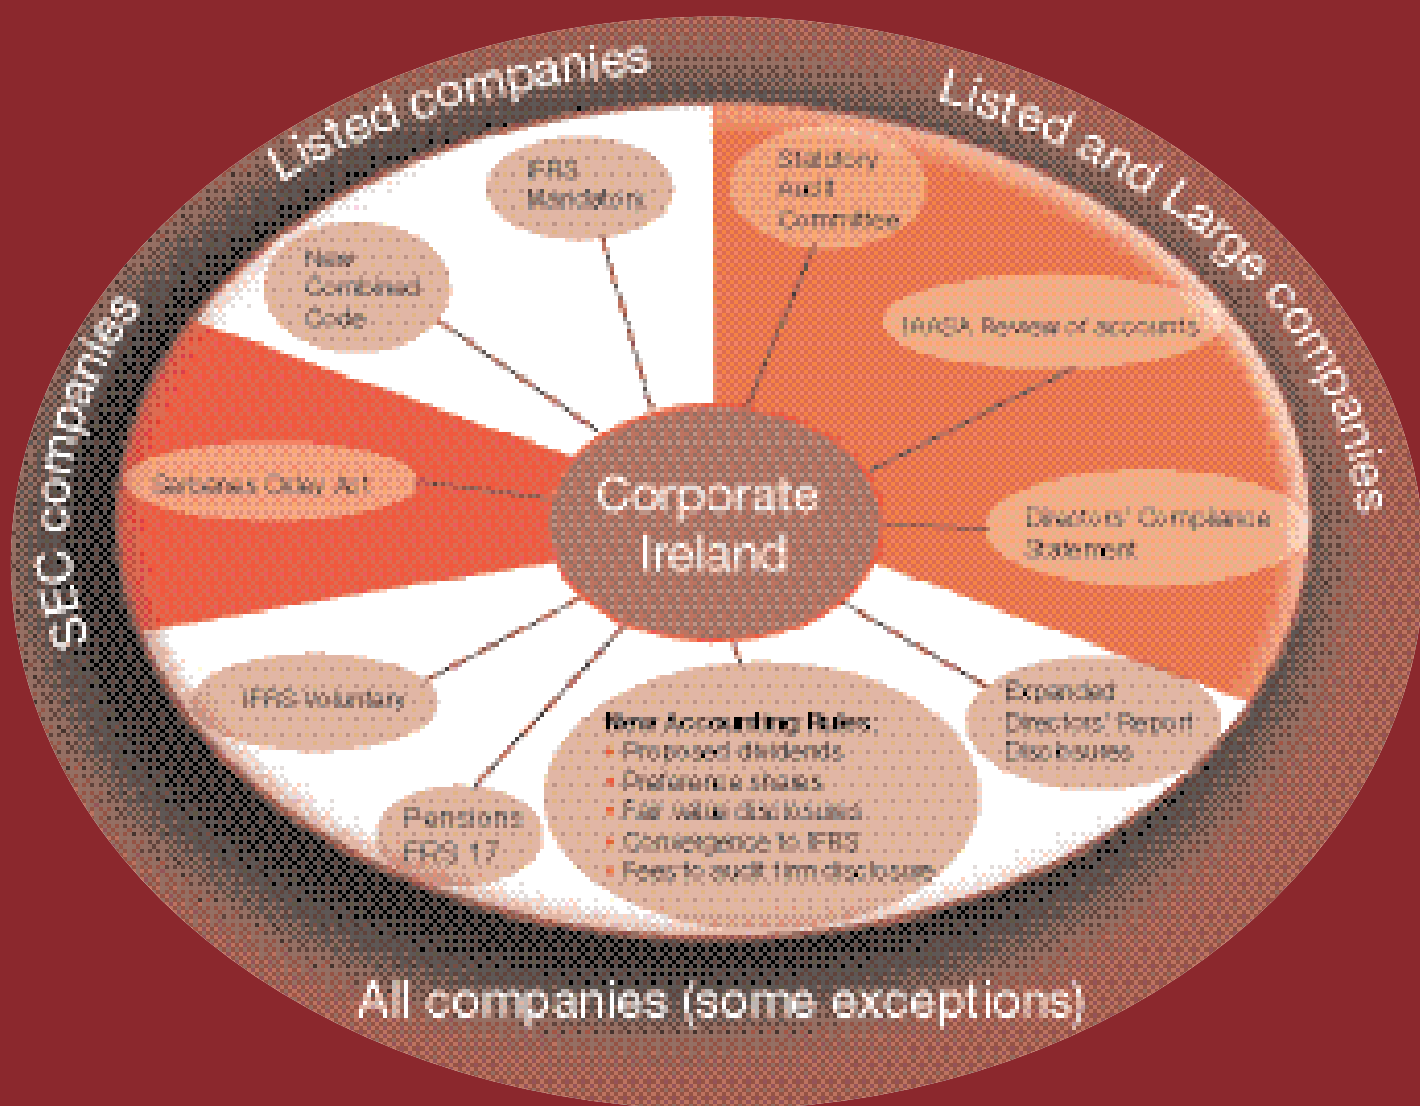 Listed companies
Listed and Large companies
SEC companies
IFRS
Mandatory
Statutory
Audit
Committee
New
Combined
Code
IAASA Review of accounts
Sarbanes Oxley Act
Corporate
Ireland
Directors' Compliance
Statement
IFRS Voluntary
Expanded
Directors' Report
Disclosures
New Accounting Rules:
• Proposed dividends
• Preference shares
• Fair value disclosures
• Convergence to IFRS
• Fees to audit firm disclosure
Pensions
FRS 17
All companies (some exceptions)